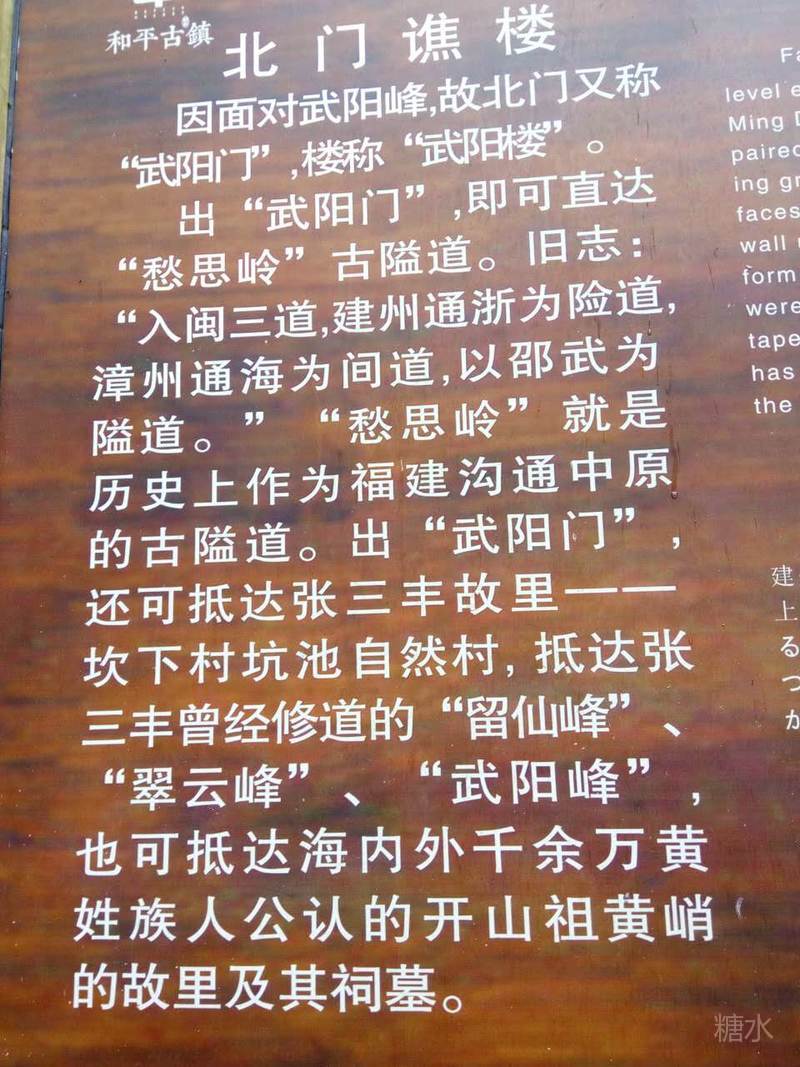 和平古鎮
北门谯楼
因面对武阳峰,故北门又称
“武阳门”,楼称“武阳楼”。
出“武阳门”,即可直达
“愁思岭”古隘道。旧志：
“入闽三道,建州通浙为险道,
漳州通海为间道,以邵武为
隘道。”“愁思岭”就是
历史上作为福建沟通中原
的古隘道。出“武阳门”,
还可抵达张三丰故里——
坎下村坑池自然村,抵达张
三丰曾经修道的“留仙峰”、
“翠云峰”、“武阳峰”,
也可抵达海内外千余万黄
姓族人公认的开山祖黄峭
的故里及其祠墓。
Fa
level e
Ming D
paired
ing gr
faces
wall
form
were
tape
has
the
建
上
る
つ
か
糖水